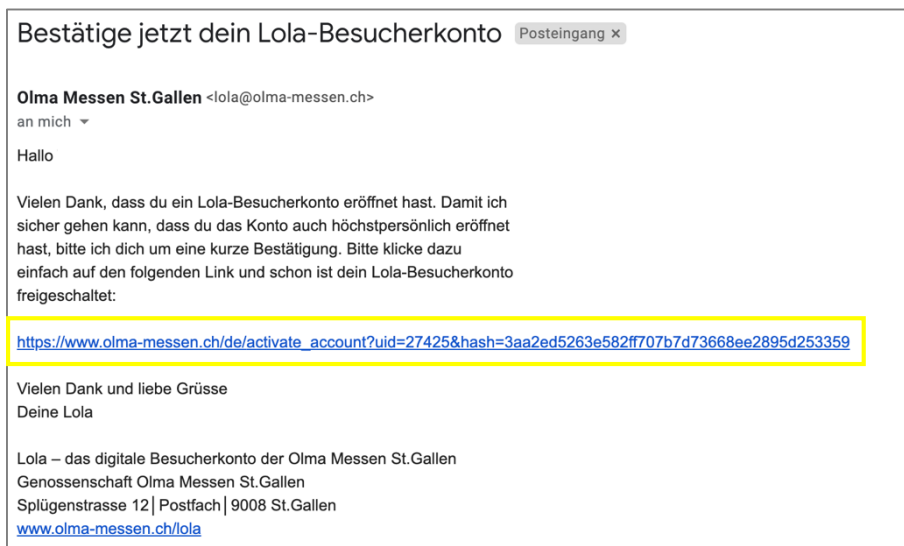 Bestätige jetzt dein Lola-Besucherkonto Posteingang x
Olma Messen St.Gallen <lola@olma-messen.ch>
an mich
Hallo
Vielen Dank, dass du ein Lola-Besucherkonto eröffnet hast. Damit ich
sicher gehen kann, dass du das Konto auch höchstpersönlich eröffnet
hast, bitte ich dich um eine kurze Bestätigung. Bitte klicke dazu
einfach auf den folgenden Link und schon ist dein Lola-Besucherkonto
freigeschaltet:
https://www.olma-messen.ch/de/activate_account?uid=27425&hash=3aa2ed5263e582ff707b7d73668ee2895d253359
Vielen Dank und liebe Grüsse
Deine Lola
Lola – das digitale Besucherkonto der Olma Messen St.Gallen
Genossenschaft Olma Messen St.Gallen
Splügenstrasse 12│Postfach│9008 St.Gallen
www.olma-messen.ch/lola